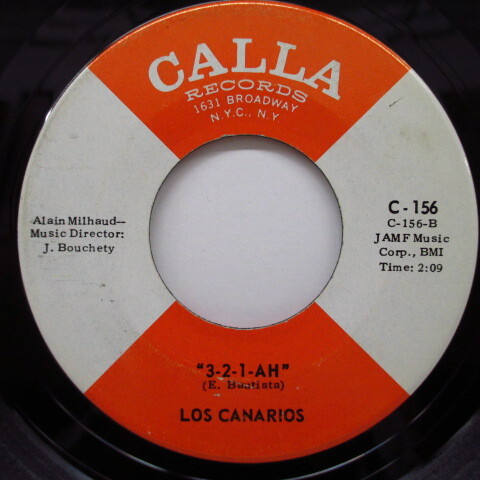 CALLA
RECORDS
1631 BROADWAY
N.Y.C., N.Y.
Alain Milhaud--
Music Director:
J. Bouchety
C - 156
C-156-B
JAMF Music
Corp., BMI
Time: 2:09
"3-2-1-AH"
(E. Bautista)
LOS CANARIOS